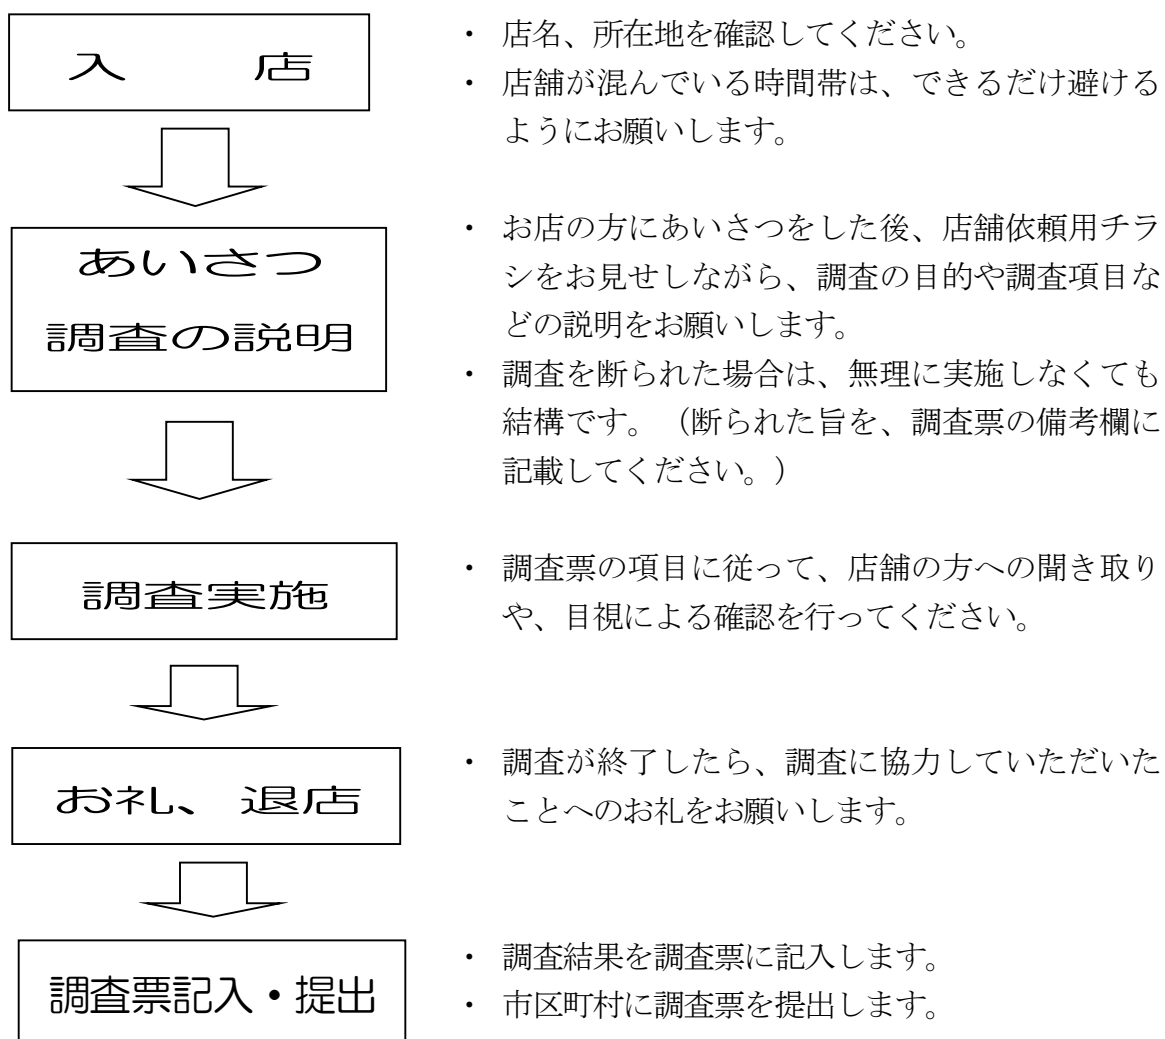 入　　店
・ 店名、所在地を確認してください。
・ 店舗が混んでいる時間帯は、できるだけ避ける
ようにお願いします。
あいさつ
調査の説明
・ お店の方にあいさつをした後、店舗依頼用チラ
シをお見せしながら、調査の目的や調査項目な
どの説明をお願いします。
・ 調査を断られた場合は、無理に実施しなくても
結構です。（断られた旨を、調査票の備考欄に
記載してください。）
調査実施
・ 調査票の項目に従って、店舗の方への聞き取り
や、目視による確認を行ってください。
お礼、退店
・ 調査が終了したら、調査に協力していただいた
ことへのお礼をお願いします。
調査票記入・提出
・ 調査結果を調査票に記入します。
・ 市区町村に調査票を提出します。